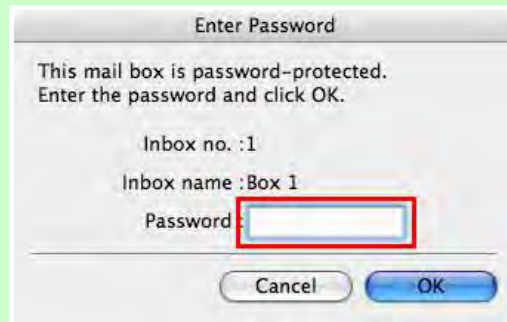 Enter Password
This mail box is password-protected.
Enter the password and click OK.
Inbox no. :1
Inbox name :Box 1
Password :
Cancel
OK